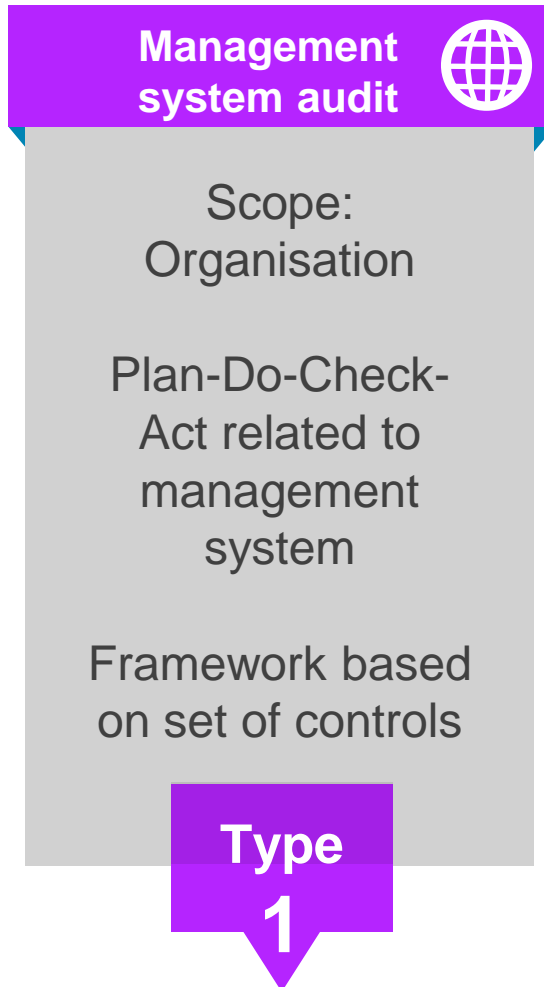 Management
system audit
Scope:
Organisation
Plan-Do-Check-
Act related to
management
system
Framework based
on set of controls
Type
1